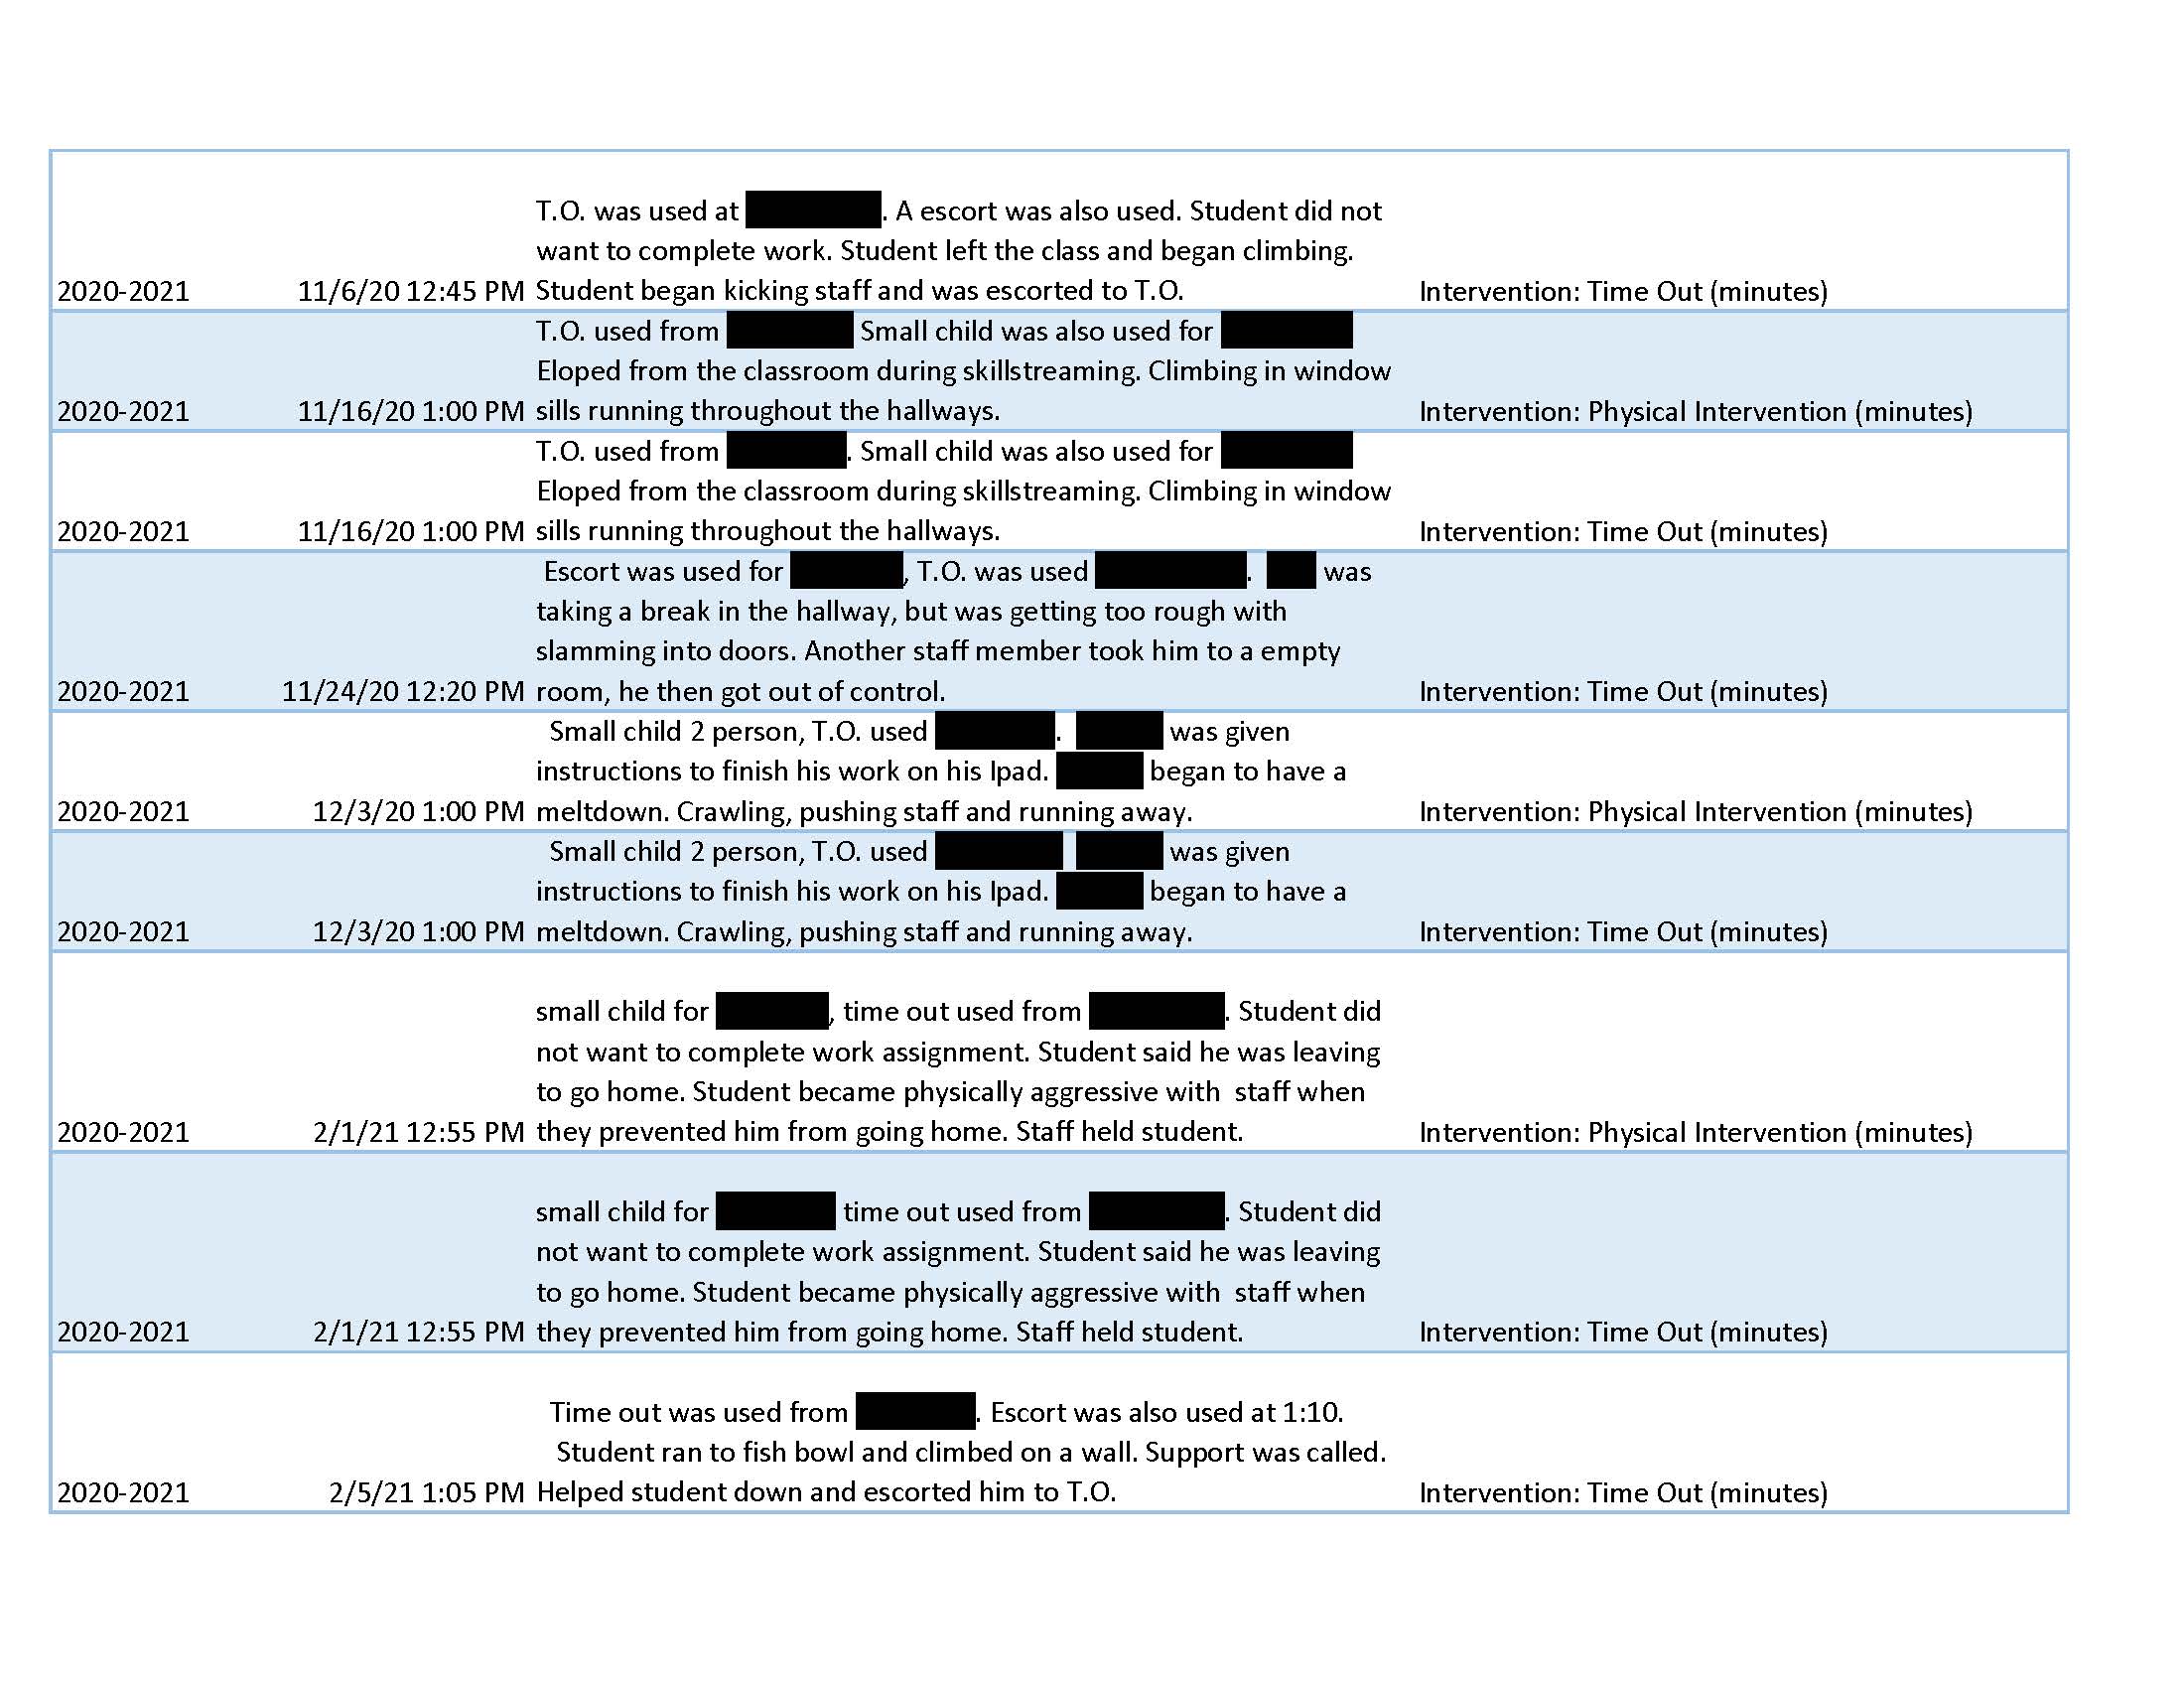 T.O. was used at . A escort was also used. Student did not
want to complete work. Student left the class and began climbing.
2020-2021 11/6/20 12:45 PM Student began kicking staff and was escorted to T.O. Intervention: Time Out (minutes)
T.O. used from Small child was also used for
Eloped from the classroom during skillstreaming. Climbing in window
2020-2021 11/16/20 1:00 PM sills running throughout the hallways. Intervention: Physical Intervention (minutes)
T.O. used from . Small child was also used for
Eloped from the classroom during skillstreaming. Climbing in window
2020-2021 11/16/20 1:00 PM sills running throughout the hallways. Intervention: Time Out (minutes)
Escort was used for , T.O. was used . was
taking a break in the hallway, but was getting too rough with
slamming into doors. Another staff member took him to a empty
2020-2021 11/24/20 12:20 PM room, he then got out of control. Intervention: Time Out (minutes)
Small child 2 person, T.O. used . was given
instructions to finish his work on his Ipad. began to have a
2020-2021 12/3/20 1:00 PM meltdown. Crawling, pushing staff and running away. Intervention: Physical Intervention (minutes)
Small child 2 person, T.O. used was given
instructions to finish his work on his Ipad. began to have a
2020-2021 12/3/20 1:00 PM meltdown. Crawling, pushing staff and running away. Intervention: Time Out (minutes)
small child for , time out used from . Student did
not want to complete work assignment. Student said he was leaving
to go home. Student became physically aggressive with staff when
2020-2021 2/1/21 12:55 PM they prevented him from going home. Staff held student. Intervention: Physical Intervention (minutes)
small child for time out used from . Student did
not want to complete work assignment. Student said he was leaving
to go home. Student became physically aggressive with staff when
2020-2021 2/1/21 12:55 PM they prevented him from going home. Staff held student. Intervention: Time Out (minutes)
Time out was used from . Escort was also used at 1:10.
Student ran to fish bowl and climbed on a wall. Support was called.
2020-2021 2/5/21 1:05 PM Helped student down and escorted him to T.O. Intervention: Time Out (minutes)